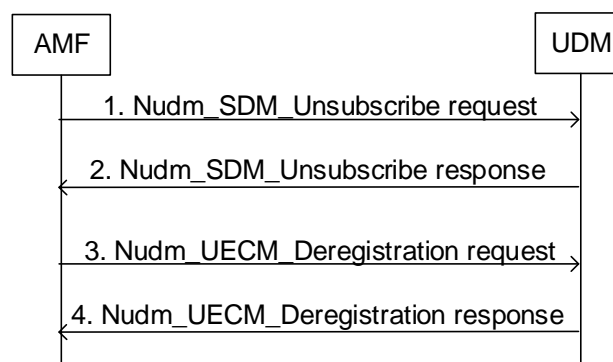 AMF
UDM
1. Nudm_SDM_Unsubscribe request
2. Nudm_SDM_Unsubscribe response
3. Nudm_UECM_Deregistration request
4. Nudm_UECM_Deregistration response